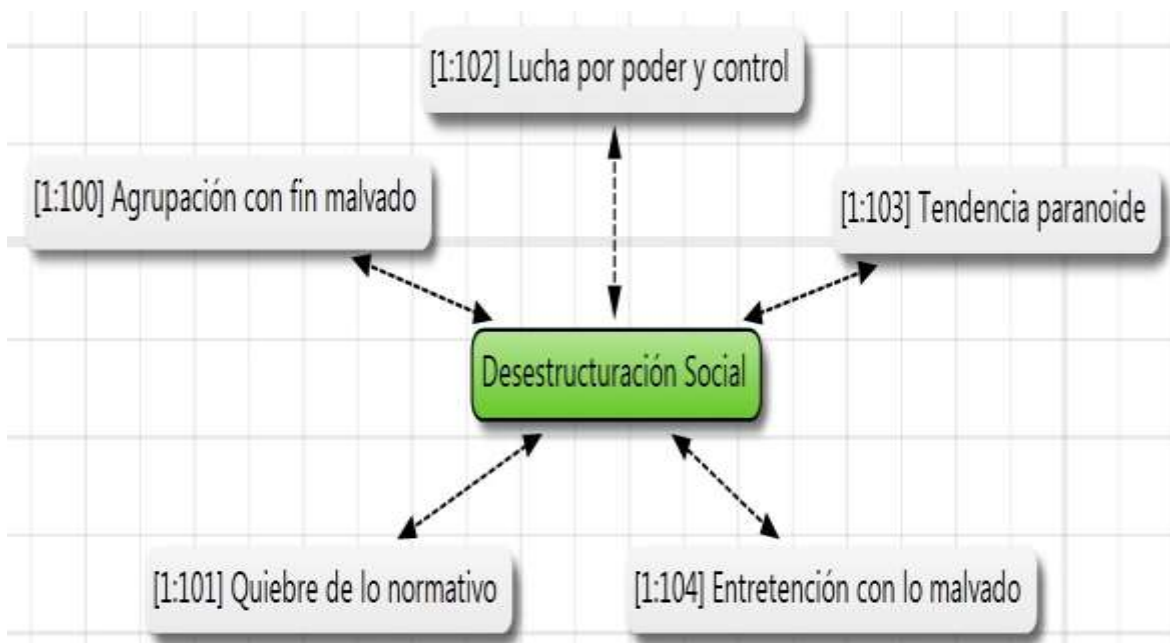 [1:102] Lucha por poder y control
[1:100] Agrupación con fin malvado
[1:103] Tendencia paranoide
Desestructuración Social
[1:101] Quiebre de lo normativo
[1:104] Entretención con lo malvado